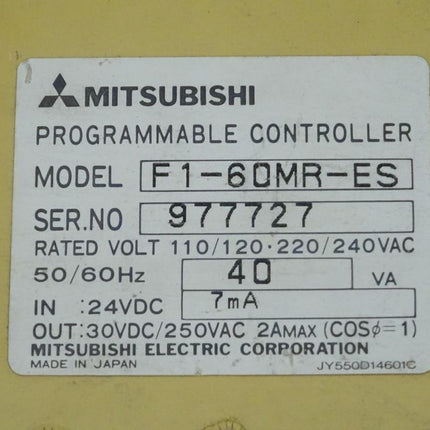 MITSUBISHI
PROGRAMMABLE CONTROLLER
MODEL F1-60MR-ES
SER.NO 977727
RATED VOLT 110/120·220/240VAC
50/60Hz 40 VA
IN :24VDC 7mA
OUT:30VDC/250VAC 2AMAX (COSφ=1)
MITSUBISHI ELECTRIC CORPORATION
MADE IN JAPAN JY550D14601C